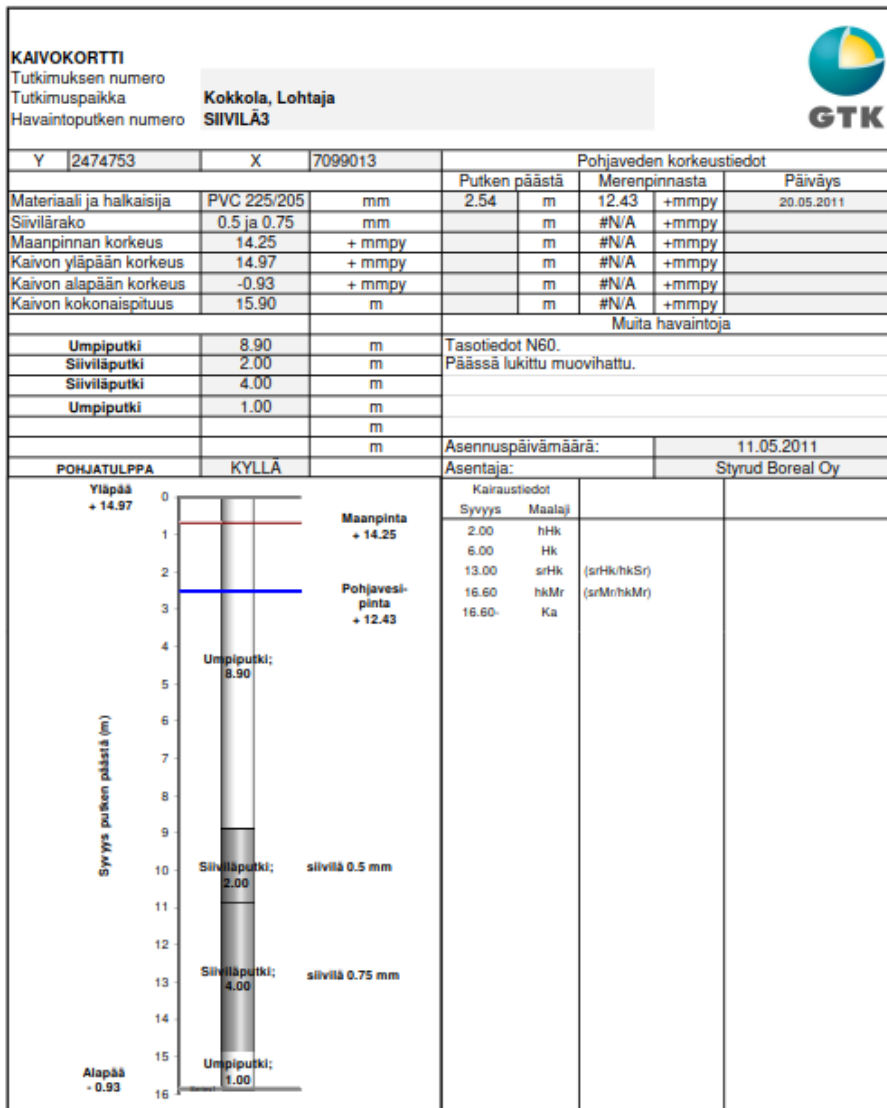 KAIVOKORTTI
Tutkimuksen numero
Tutkimuspaikka Kokkola, Lohtaja
Havaintoputken numero SIIVILÄ3
GTK
Y 2474753 X 7099013 Pohjaveden korkeustiedot
Putken päästä Merenpinnasta Päiväys
Materiaali ja halkaisija PVC 225/205 mm 2.54 m 12.43 +mmpy 20.05.2011
Siivilärako 0.5 ja 0.75 mm m #N/A +mmpy
Maanpinnan korkeus 14.25 + mmpy m #N/A +mmpy
Kaivon yläpään korkeus 14.97 + mmpy m #N/A +mmpy
Kaivon alapään korkeus -0.93 + mmpy m #N/A +mmpy
Kaivon kokonaispituus 15.90 m m #N/A +mmpy
Muita havaintoja
Umpiputki 8.90 m Tasotiedot N60.
Siiviläputki 2.00 m Päässä lukittu muovihattu.
Siiviläputki 4.00 m
Umpiputki 1.00 m
m
m Asennuspäivämäärä: 11.05.2011
POHJATULPPA KYLLÄ Asentaja: Styrud Boreal Oy
Yläpää
+ 14.97
Maanpinta
+ 14.25
Pohjavesi-
pinta
+ 12.43
Umpiputki;
8.90
Siiviläputki;
2.00
siivilä 0.5 mm
Siiviläputki;
4.00
siivilä 0.75 mm
Umpiputki;
1.00
Alapää
- 0.93
Syvyys putken päästä (m)
0
1
2
3
4
5
6
7
8
9
10
11
12
13
14
15
16
Kairaustiedot
Syvyys Maalaji
2.00 hHk
6.00 Hk
13.00 srHk (srHk/hkSr)
16.60 hkMr (srMr/hkMr)
16.60- Ka